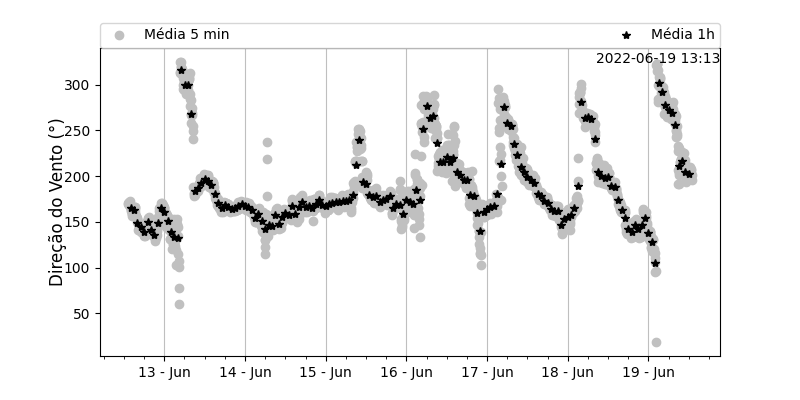 Média 5 min
Média 1h
2022-06-19 13:13
Direção do Vento (°)
300
250
200
150
100
50
13 - Jun
14 - Jun
15 - Jun
16 - Jun
17 - Jun
18 - Jun
19 - Jun